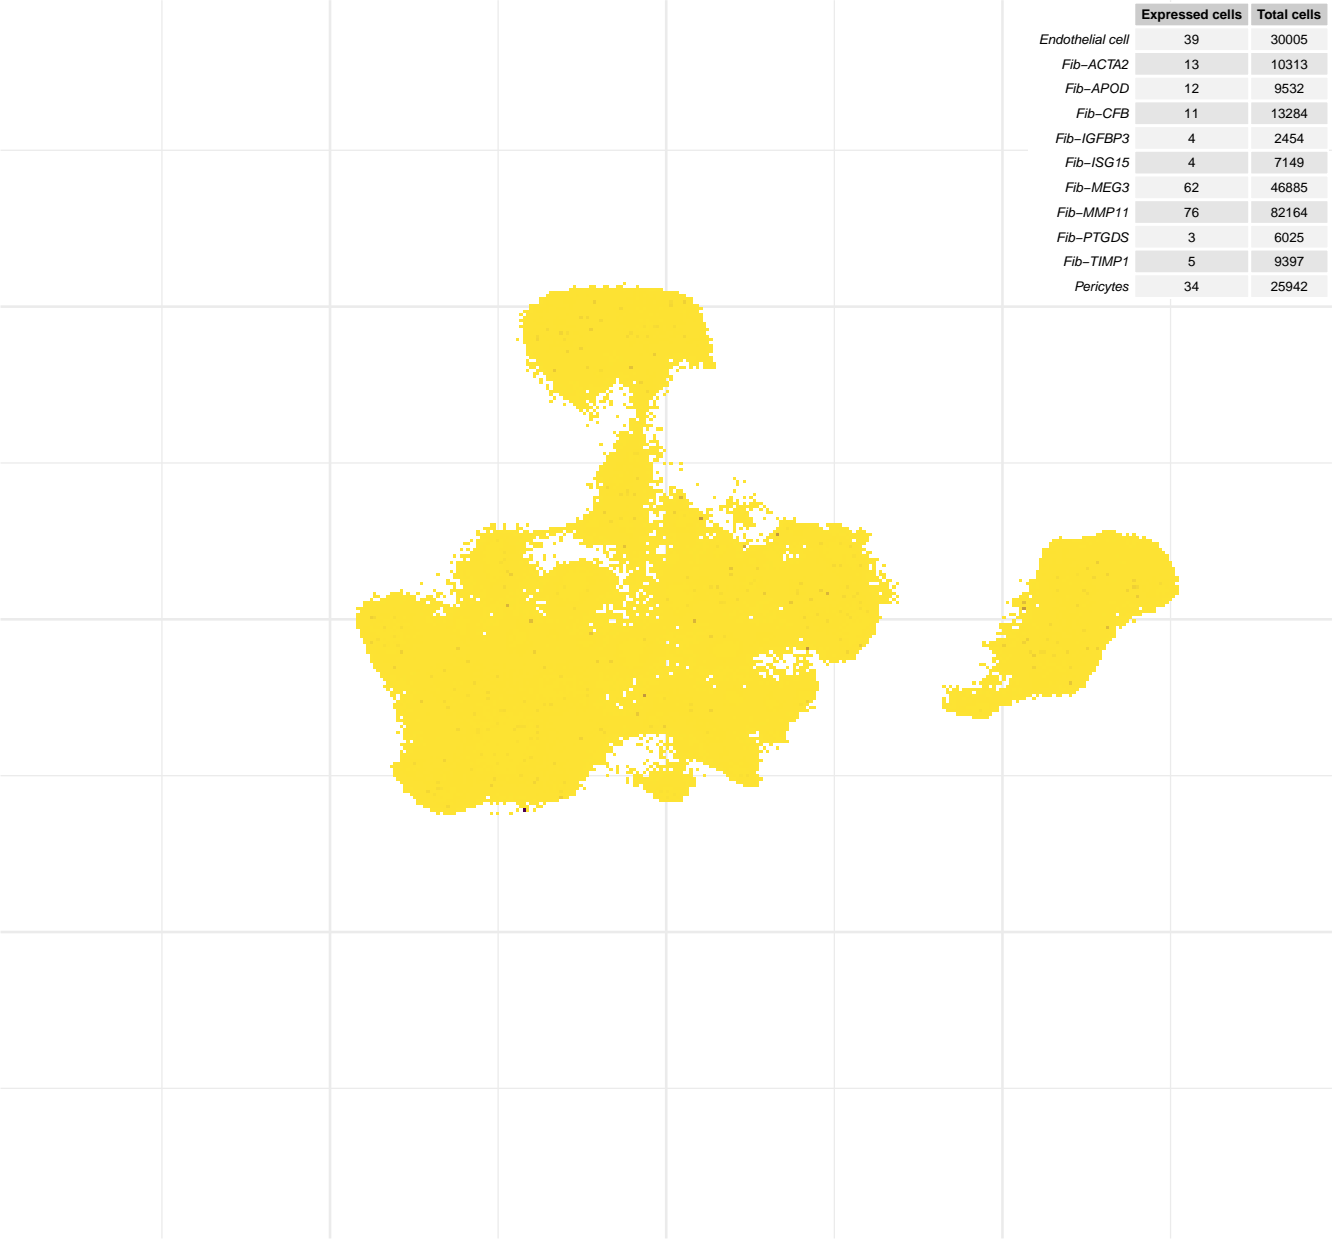 Expressed cells Total cells
Endothelial cell 39 30005
Fib−ACTA2 13 10313
Fib−APOD 12 9532
Fib−CFB 11 13284
Fib−IGFBP3 4 2454
Fib−ISG15 4 7149
Fib−MEG3 62 46885
Fib−MMP11 76 82164
Fib−PTGDS 3 6025
Fib−TIMP1 5 9397
Pericytes 34 25942